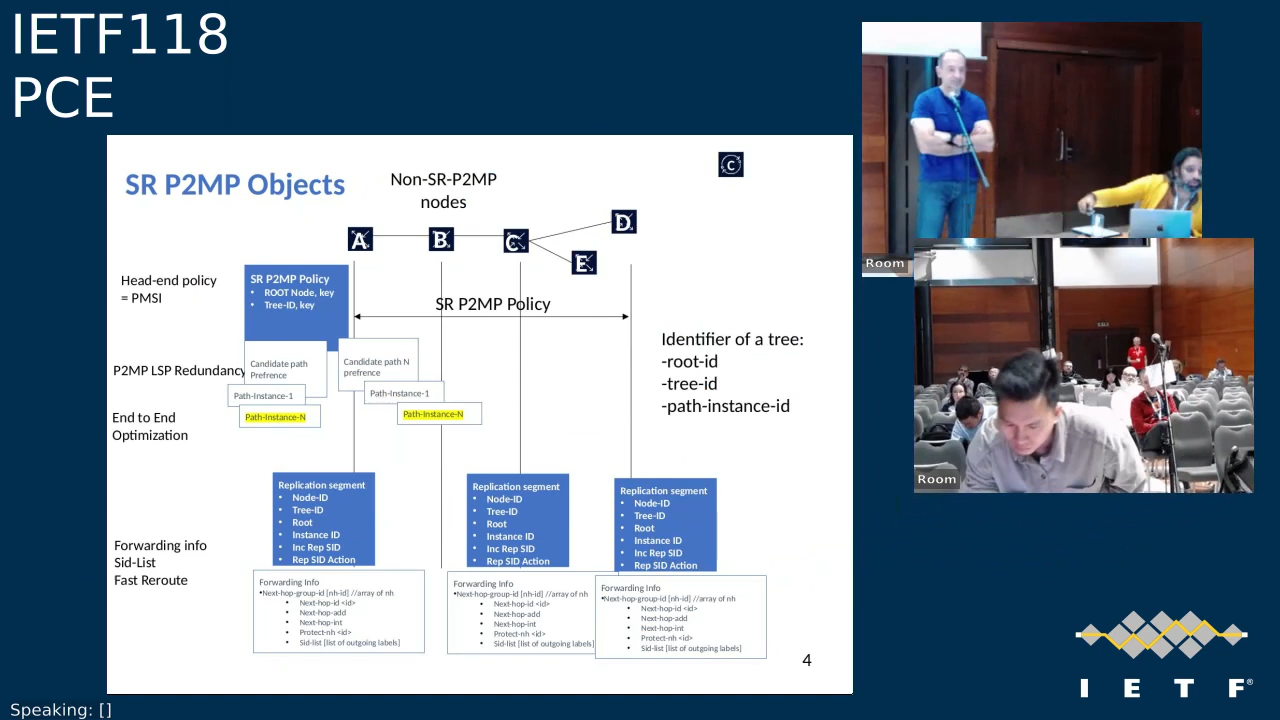 IETF118
PCE
SR P2MP Objects
Non-SR-P2MP
nodes
C
A
B
C
D
E
Head-end policy
= PMSI
SR P2MP Policy
• ROOT Node, key
• Tree-ID, key
SR P2MP Policy
Identifier of a tree:
-root-id
-tree-id
-path-instance-id
P2MP LSP Redundancy
Candidate path
Prefrence
Path-Instance-1
Path-Instance-N
Candidate path N
prefrence
Path-Instance-1
Path-Instance-N
End to End
Optimization
Replication segment
• Node-ID
• Tree-ID
• Root
• Instance ID
• Inc Rep SID
• Rep SID Action
Replication segment
• Node-ID
• Tree-ID
• Root
• Instance ID
• Inc Rep SID
• Rep SID Action
Replication segment
• Node-ID
• Tree-ID
• Root
• Instance ID
• Inc Rep SID
• Rep SID Action
Forwarding info
Sid-List
Fast Reroute
Forwarding Info
•Next-hop-group-id [nh-id] //array of nh
• Next-hop-id <id>
• Next-hop-add
• Next-hop-int
• Protect-nh <id>
• Sid-list [list of outgoing labels]
Forwarding Info
•Next-hop-group-id [nh-id] //array of nh
• Next-hop-id <id>
• Next-hop-add
• Next-hop-int
• Protect-nh <id>
• Sid-list [list of outgoing labels]
Forwarding Info
•Next-hop-group-id [nh-id] //array of nh
• Next-hop-id <id>
• Next-hop-add
• Next-hop-int
• Protect-nh <id>
• Sid-list [list of outgoing labels]
4
Room
Room
I E T F®
Speaking: []